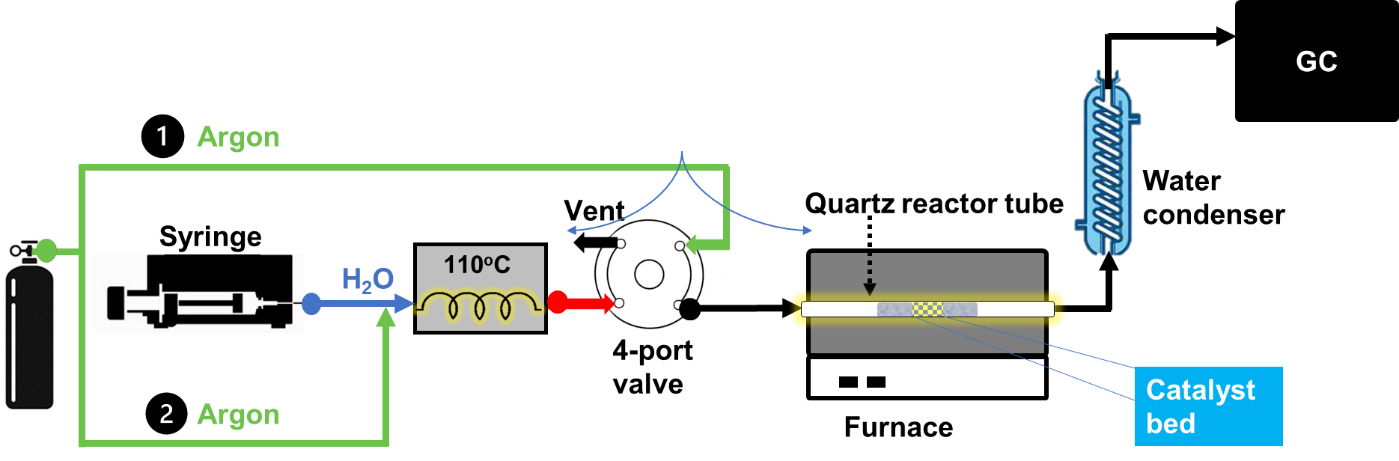 GC
1 Argon
Water
condenser
Quartz reactor tube
Vent
Syringe
110°C
H₂O
4-port
valve
Catalyst
bed
2 Argon
Furnace